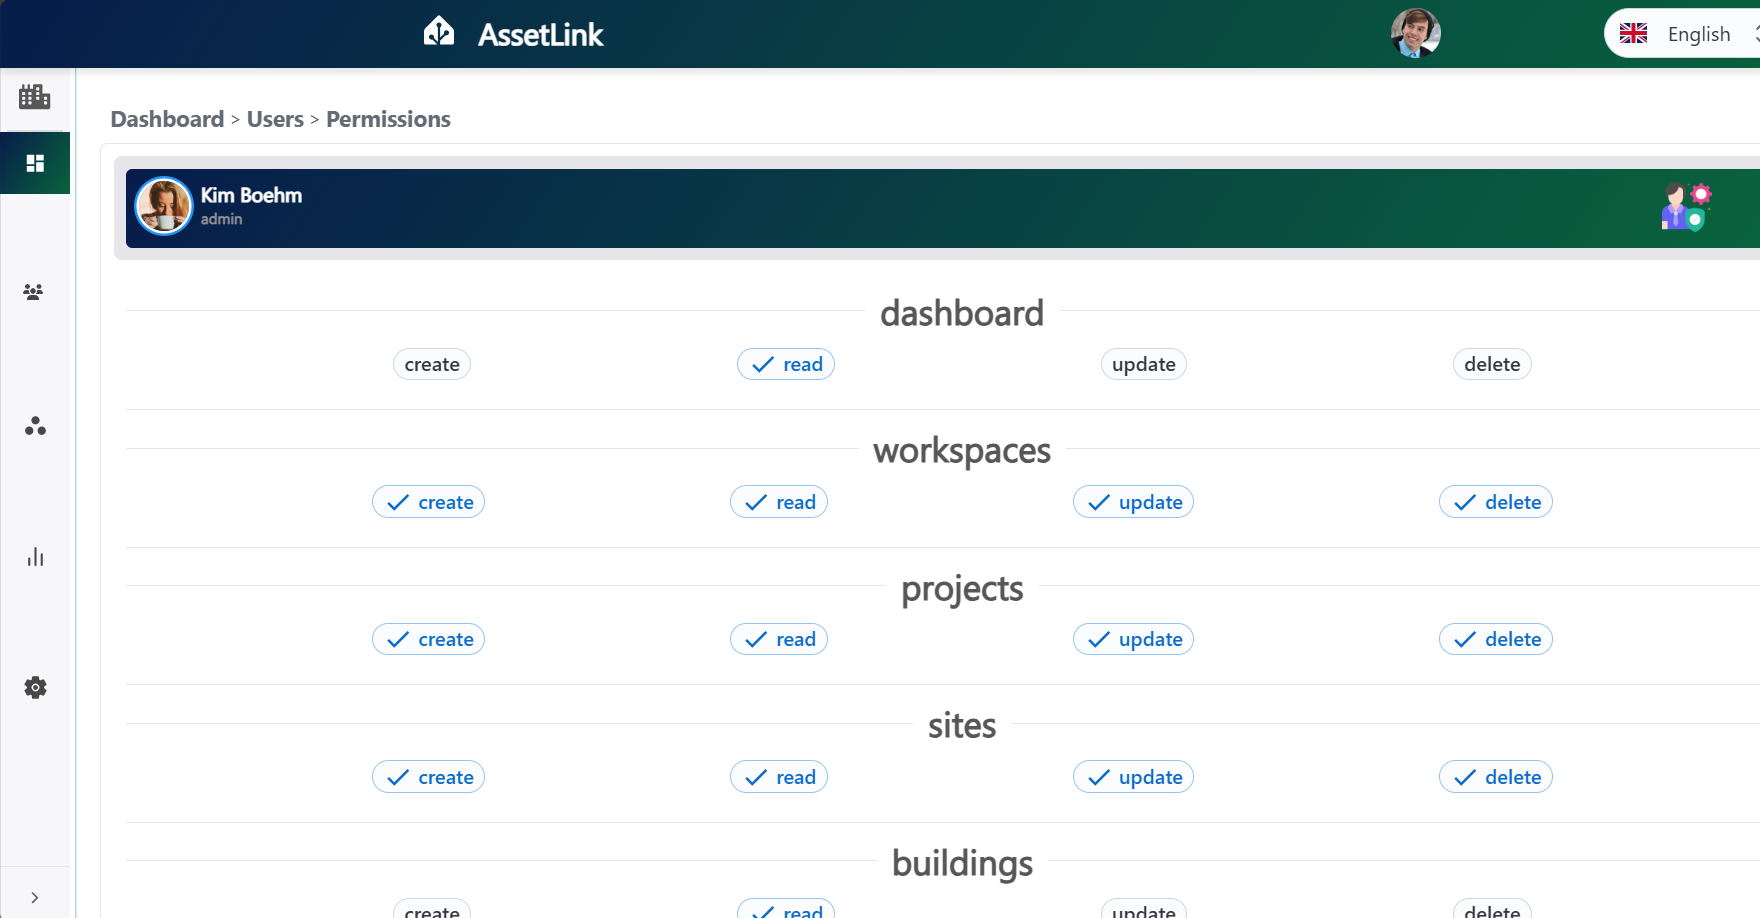 AssetLink
English
Dashboard > Users > Permissions
Kim Boehm
admin
dashboard
create read update delete
workspaces
create read update delete
projects
create read update delete
sites
create read update delete
buildings
create read update delete